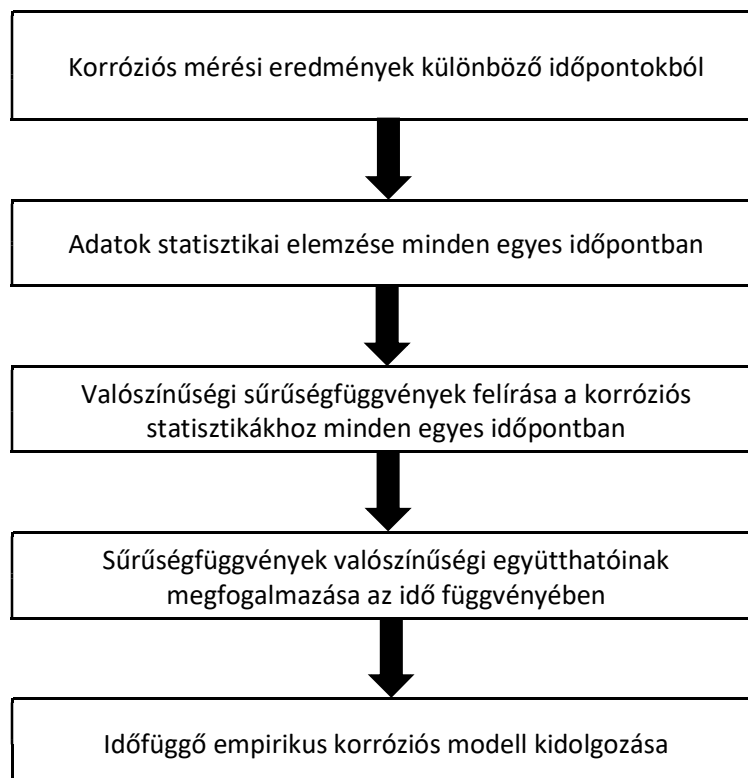 Korróziós mérési eredmények különböző időpontokból
Adatok statisztikai elemzése minden egyes időpontban
Valószínűségi sűrűségfüggvények felírása a korróziós
statisztikákhoz minden egyes időpontban
Sűrűségfüggvények valószínűségi együtthatóinak
megfogalmazása az idő függvényében
Időfüggő empirikus korróziós modell kidolgozása